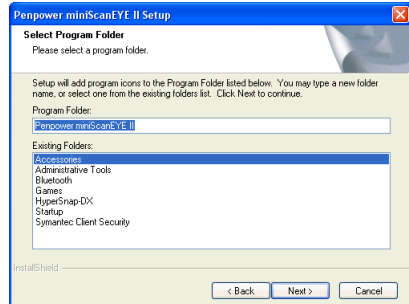 Penpower miniScanEYE II Setup
Select Program Folder
Please select a program folder.
Setup will add program icons to the Program Folder listed below. You may type a new folder
name, or select one from the existing folders list. Click Next to continue.
Program Folder:
Penpower miniScanEYE II
Existing Folders:
Accessories
Administrative Tools
Bluetooth
Games
HyperSnap-DX
Startup
Symantec Client Security
InstallShield
< Back Next > Cancel